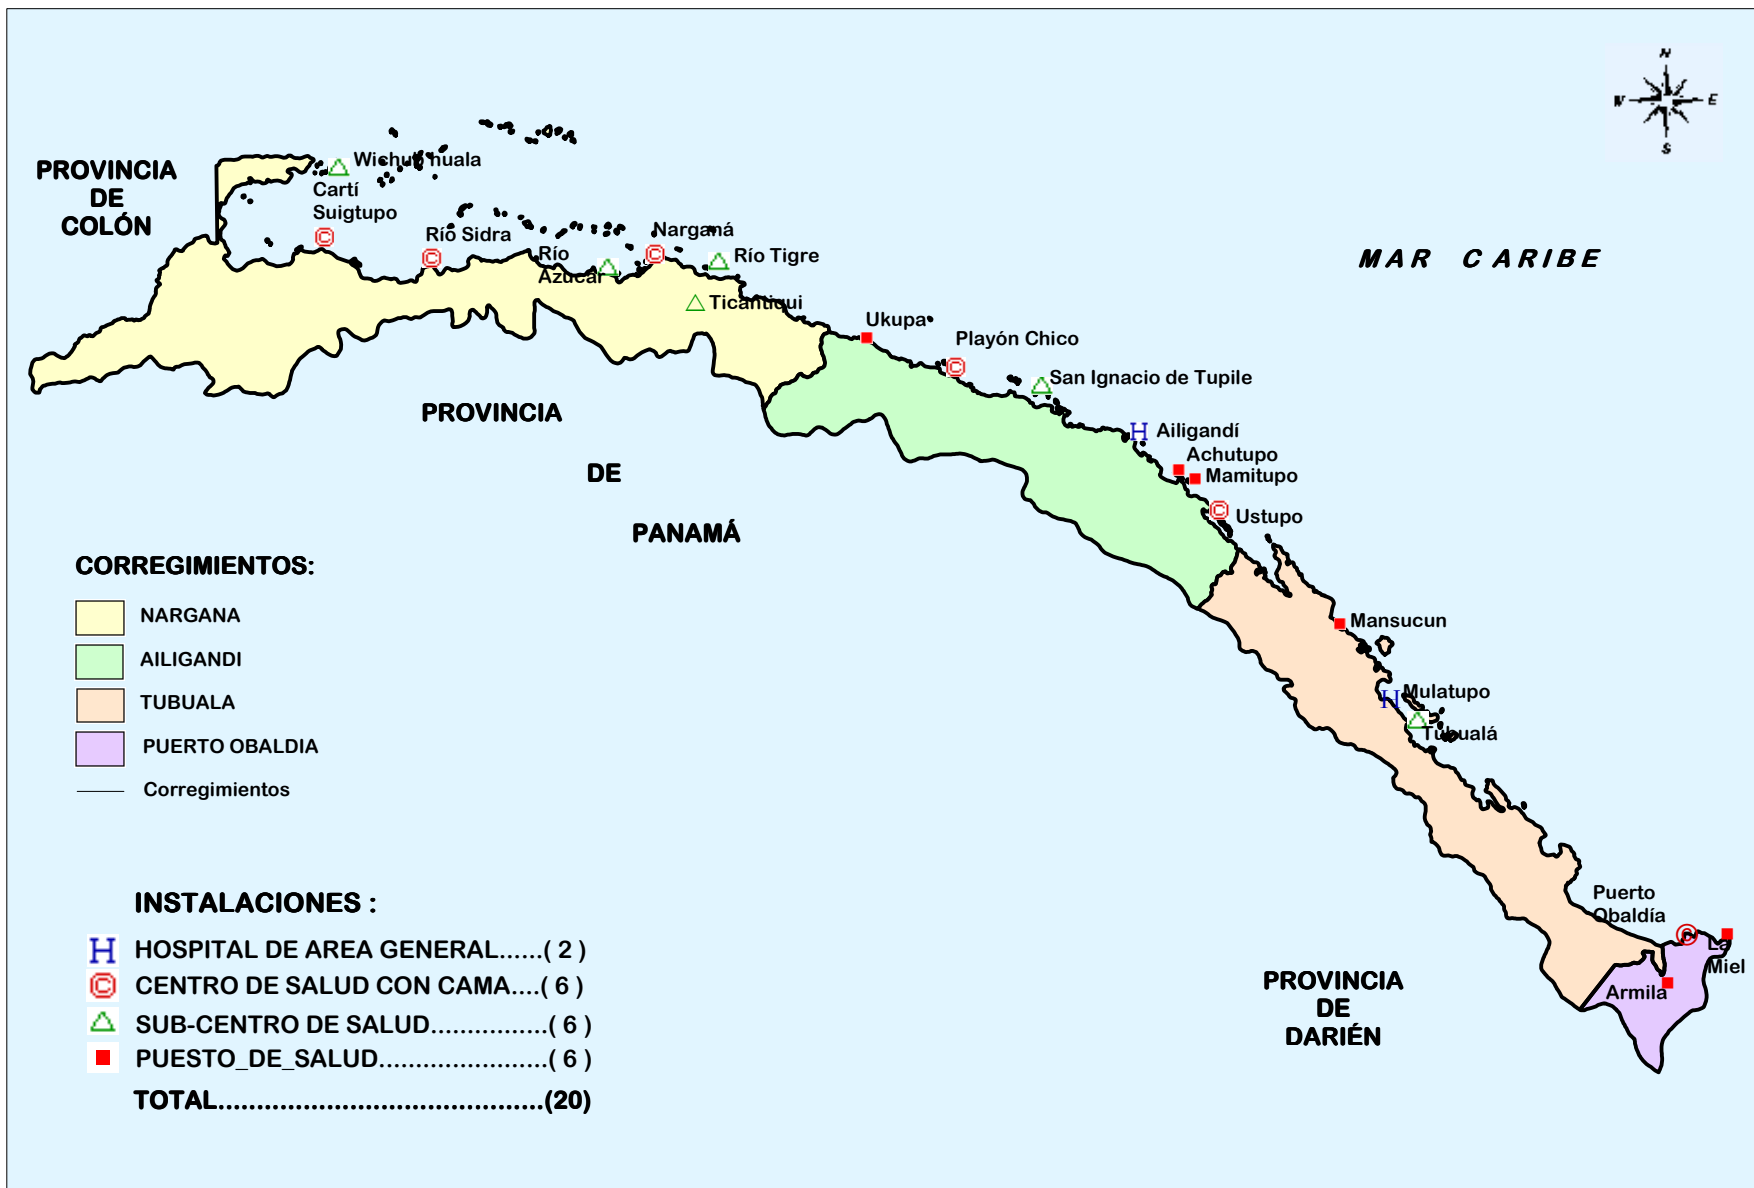 N
W
E
S
PROVINCIA
DE
COLÓN
Wichub huala
Cartí
Suigtupo
Río Sidra
Río
Azúcar
Narganá
Río Tigre
Ticantiqui
MAR CARIBE
Ukupa
Playón Chico
San Ignacio de Tupile
Ailigandí
Achutupo
Mamitupo
Ustupo
PROVINCIA
DE
PANAMÁ
Mansucun
Mulatupo
Tubualá
Puerto
Obaldía
La
Miel
Armila
PROVINCIA
DE
DARIÉN
CORREGIMIENTOS:
NARGANA
AILIGANDI
TUBUALA
PUERTO OBALDIA
Corregimientos
INSTALACIONES :
H HOSPITAL DE AREA GENERAL......( 2 )
© CENTRO DE SALUD CON CAMA....( 6 )
SUB-CENTRO DE SALUD................( 6 )
PUESTO_DE_SALUD.......................( 6 )
TOTAL..........................................(20)